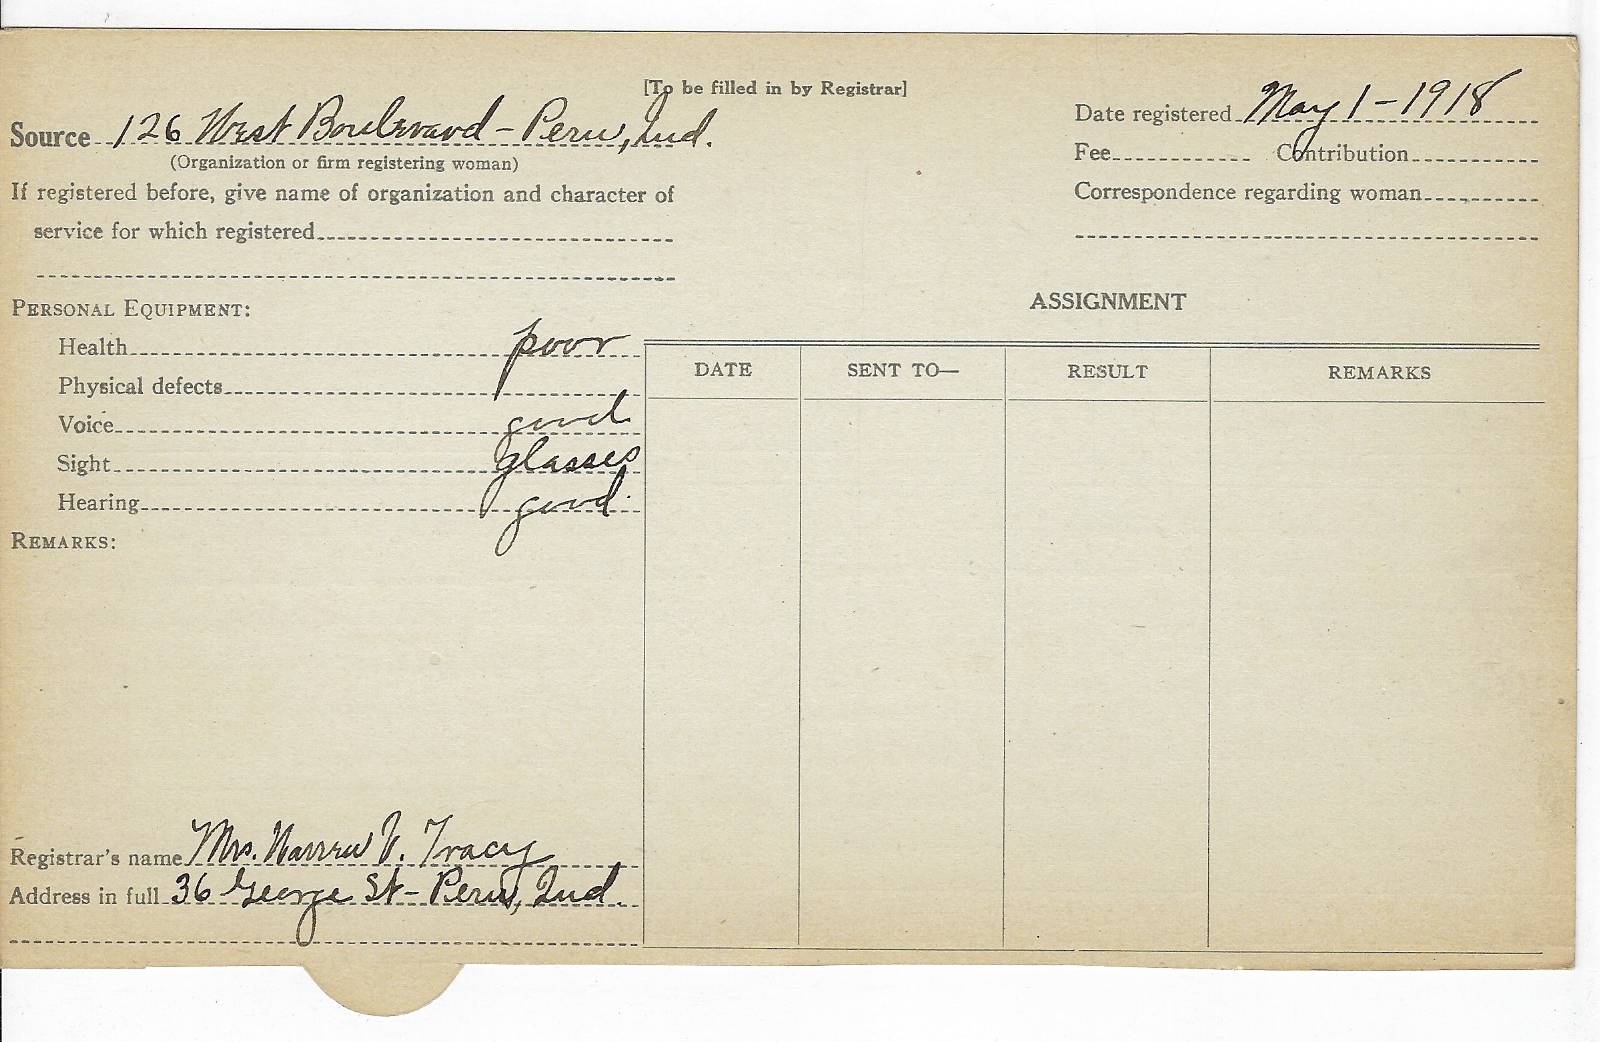 [To be filled in by Registrar]
Source 126 West Boulevard - Peru, Ind.
(Organization or firm registering woman)
If registered before, give name of organization and character of
service for which registered
Date registered May 1 - 1918
Fee Contribution
Correspondence regarding woman
PERSONAL EQUIPMENT:
Health poor
Physical defects
Voice good
Sight glasses
Hearing good.
REMARKS:
ASSIGNMENT
DATE SENT TO— RESULT REMARKS
Registrar's name Mrs. Warren V. Tracy
Address in full 36 George St - Peru, Ind.